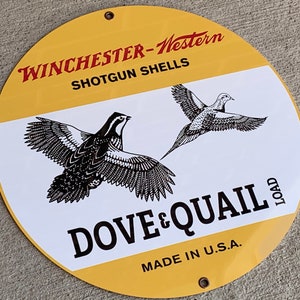 WINCHESTER-Western
SHOTGUN SHELLS
DOVE & QUAIL LOAD
MADE IN U.S.A.